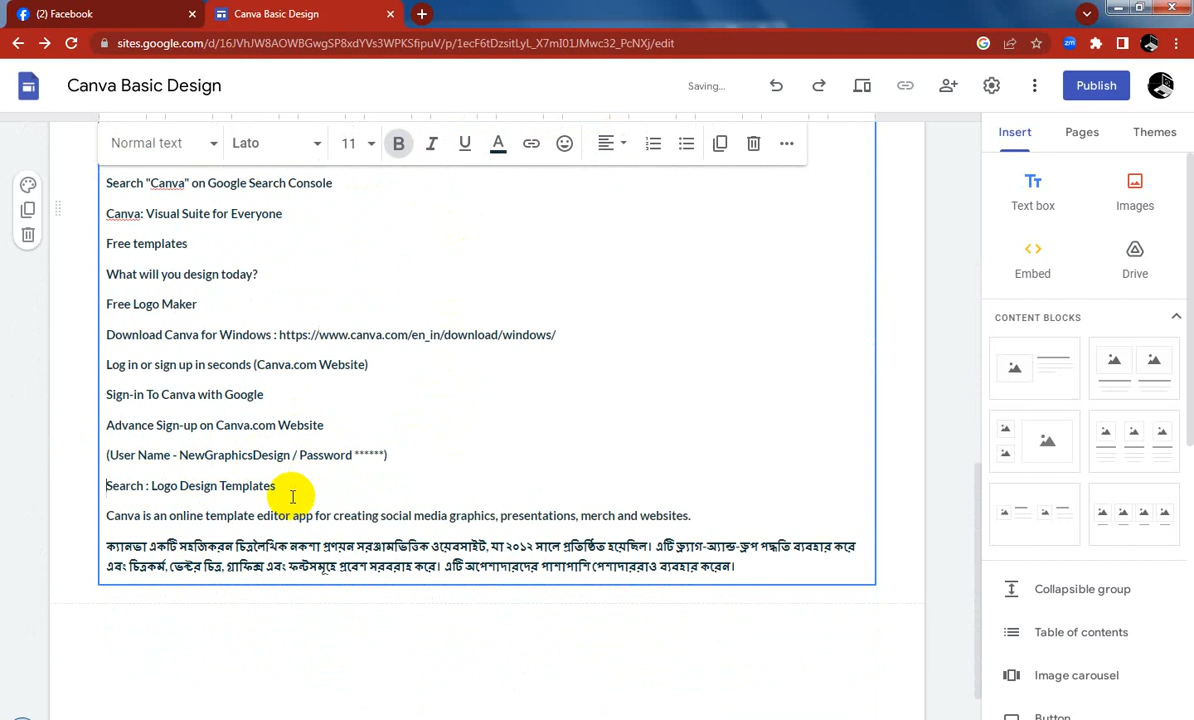 (2) Facebook
Canva Basic Design
sites.google.com/d/16JVhJW8AOWBGwgSP8xdYVs3WPKSfipuV/p/1ecF6tDzsitLyL_X7mI01JMwc32_PcNXj/edit
Canva Basic Design
Saving...
Publish
Insert
Pages
Themes
Normal text
Lato
11
Text box
Images
Embed
Drive
CONTENT BLOCKS
Collapsible group
Table of contents
Image carousel
Button
Search "Canva" on Google Search Console
Canva: Visual Suite for Everyone
Free templates
What will you design today?
Free Logo Maker
Download Canva for Windows : https://www.canva.com/en_in/download/windows/
Log in or sign up in seconds (Canva.com Website)
Sign-in To Canva with Google
Advance Sign-up on Canva.com Website
(User Name - NewGraphicsDesign / Password ******)
Search : Logo Design Templates
Canva is an online template editor app for creating social media graphics, presentations, merch and websites.
ক্যানভা একটি সহজিকরন চিত্রলৈথিক নকশা প্রণয়ন সরঞ্জামভিত্তিক ওয়েবসাইট, যা ২০১২ সালে প্রতিষ্ঠিত হয়েছিল। এটি ড্র্যাগ-অ্যান্ড-ড্রপ পদ্ধতি ব্যবহার করে
এবং চিত্রকর্ম, ভেক্টর চিত্র, গ্রাফিক্স এবং ফন্টসমূহে প্রবেশ সরবরাহ করে। এটি অপেশাদারদের পাশাপাশি পেশাদাররাও ব্যবহার করেন।